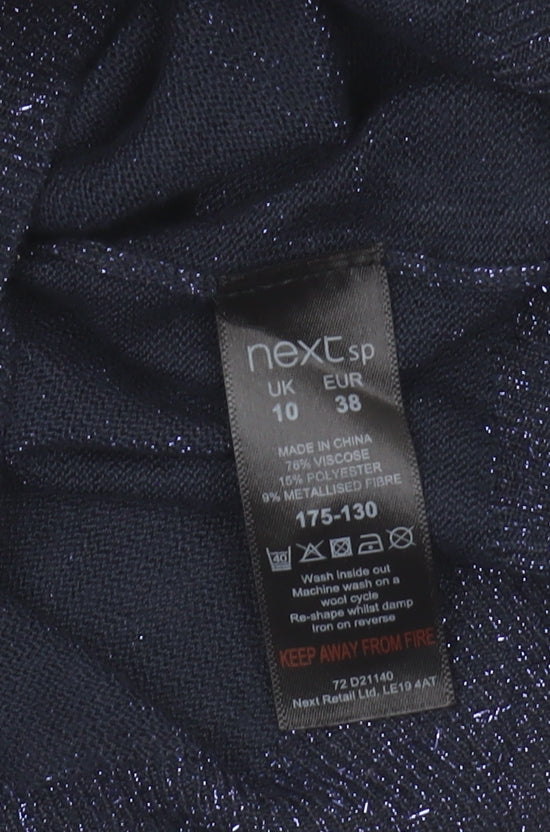 next sp
UK EUR
10 38
MADE IN CHINA
76% VISCOSE
15% POLYESTER
9% METALLISED FIBRE
175-130
40
Wash inside out
Machine wash on a
wool cycle
Re-shape whilst damp
Iron on reverse
KEEP AWAY FROM FIRE
72 D21140
Next Retail Ltd. LE19 4AT